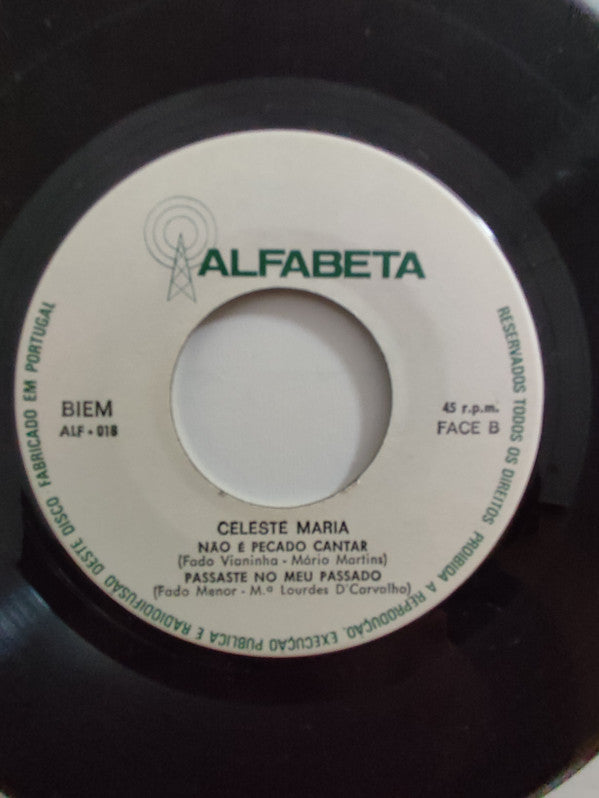 ALFABETA
BIEM
ALF - 018
45 r.p.m.
FACE B
CELESTE MARIA
NÃO É PECADO CANTAR
(Fado Vianinha - Mário Martins)
PASSASTE NO MEU PASSADO
(Fado Menor - M.ª Lourdes D'Carvalho)
RESERVADOS TODOS OS DIREITOS PROIBIDA A REPRODUÇÃO, EXECUÇÃO PUBLICA E RADIODIFUSÃO DESTE DISCO FABRICADO EM PORTUGAL